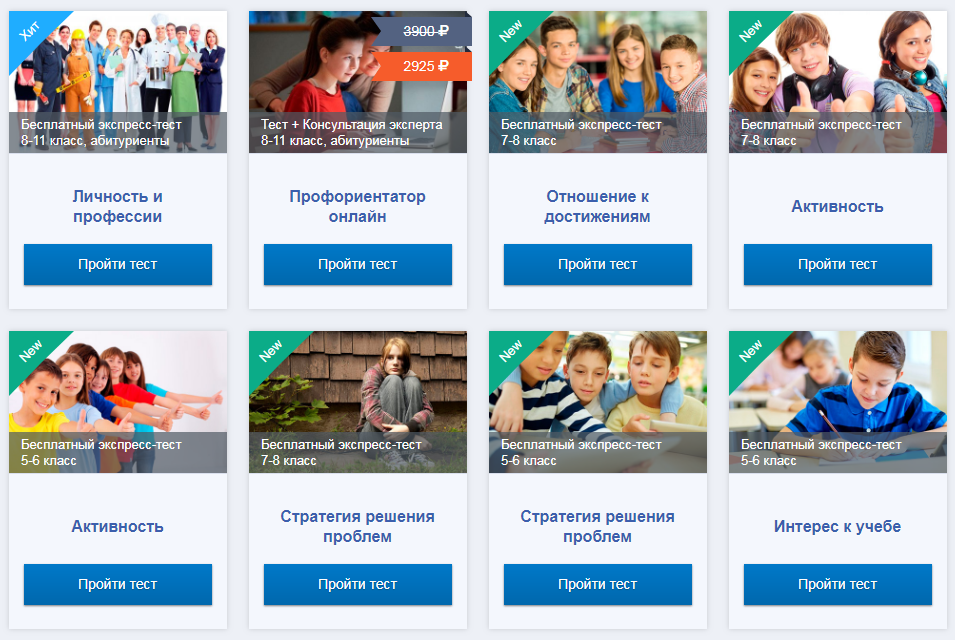 Хит
Бесплатный экспресс-тест
8-11 класс, абитуриенты
Личность и
профессии
Пройти тест
3900 ₽
2925 ₽
Тест + Консультация эксперта
8-11 класс, абитуриенты
Профориентатор
онлайн
Пройти тест
New
Бесплатный экспресс-тест
7-8 класс
Отношение к
достижениям
Пройти тест
New
Бесплатный экспресс-тест
7-8 класс
Активность
Пройти тест
New
Бесплатный экспресс-тест
5-6 класс
Активность
Пройти тест
New
Бесплатный экспресс-тест
7-8 класс
Стратегия решения
проблем
Пройти тест
New
Бесплатный экспресс-тест
5-6 класс
Стратегия решения
проблем
Пройти тест
New
Бесплатный экспресс-тест
5-6 класс
Интерес к учебе
Пройти тест